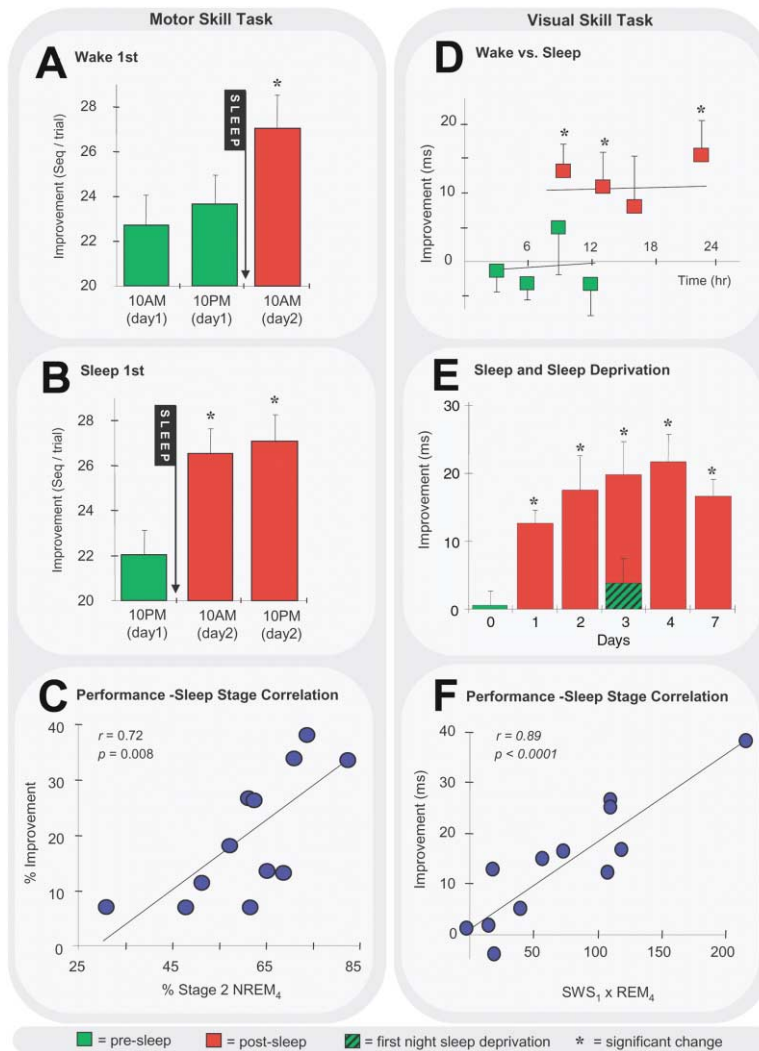 Motor Skill Task
A Wake 1st
Improvement (Seq / trial)
28
26
24
22
20
SLEEP
*
10AM 10PM 10AM
(day1) (day1) (day2)
B Sleep 1st
Improvement (Seq / trial)
28
26
24
22
20
SLEEP
* *
10PM 10AM 10PM
(day1) (day2) (day2)
C Performance -Sleep Stage Correlation
r = 0.72
p = 0.008
% Improvement
40
30
20
10
0
25 45 65 85
% Stage 2 NREM4
Visual Skill Task
D Wake vs. Sleep
Improvement (ms)
20
10
0
* * *
6 12 18 24
Time (hr)
E Sleep and Sleep Deprivation
Improvement (ms)
30
20
10
0
* * * * *
0 1 2 3 4 7
Days
F Performance -Sleep Stage Correlation
r = 0.89
p < 0.0001
Improvement (ms)
40
30
20
10
0
50 100 150 200
SWS1 x REM4
= pre-sleep = post-sleep = first night sleep deprivation * = significant change